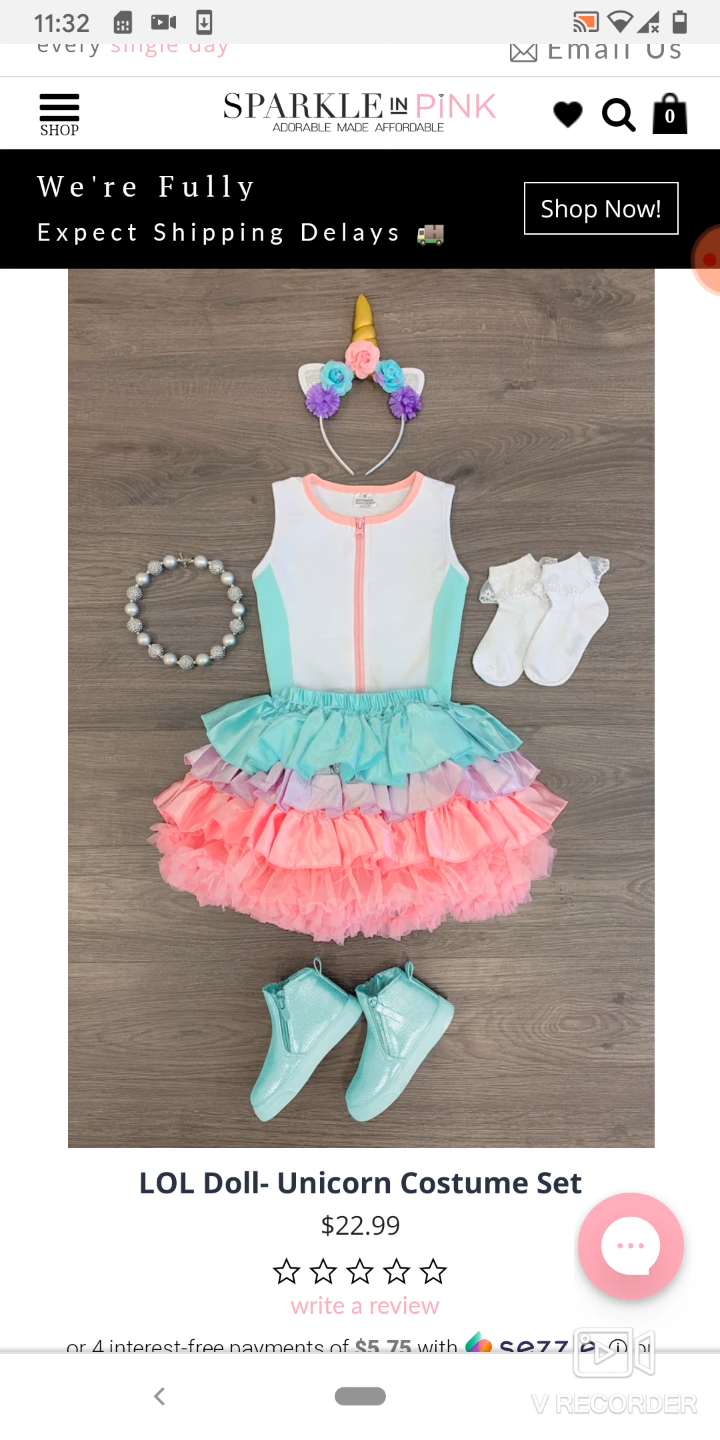 11:32
every single day
Email Us
SHOP
SPARKLE IN PiNK
ADORABLE MADE AFFORDABLE
0
We're Fully
Expect Shipping Delays 🚚
Shop Now!
LOL Doll- Unicorn Costume Set
$22.99
write a review
or 4 interest-free payments of $5.75 with sezzle ⓘ or
V RECORDER